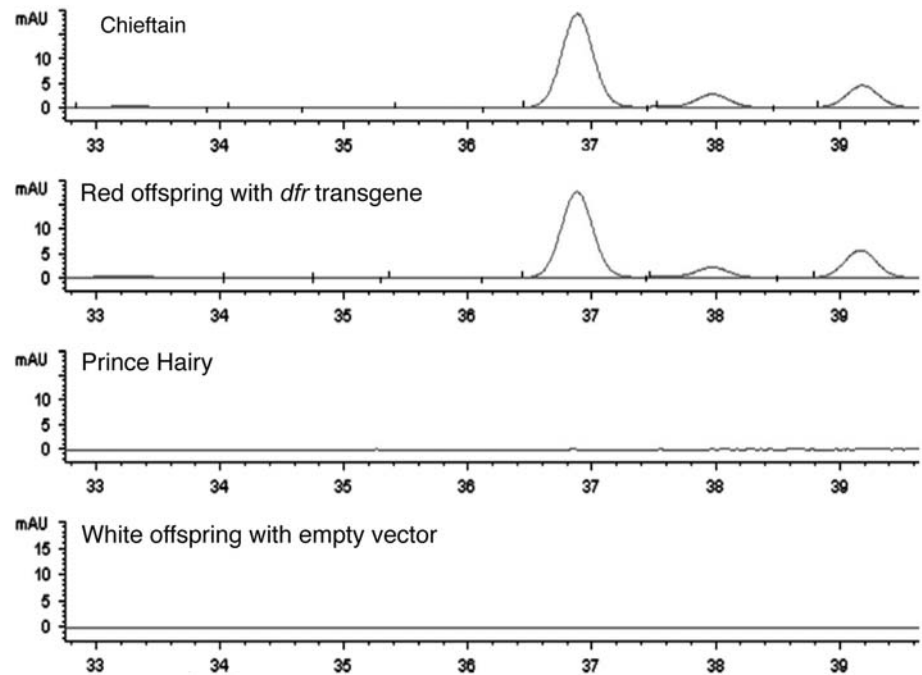 mAU
Chieftain
10
5
0
33 34 35 36 37 38 39
mAU
Red offspring with dfr transgene
10
5
0
33 34 35 36 37 38 39
mAU
Prince Hairy
10
5
0
33 34 35 36 37 38 39
mAU
White offspring with empty vector
15
10
5
0
33 34 35 36 37 38 39